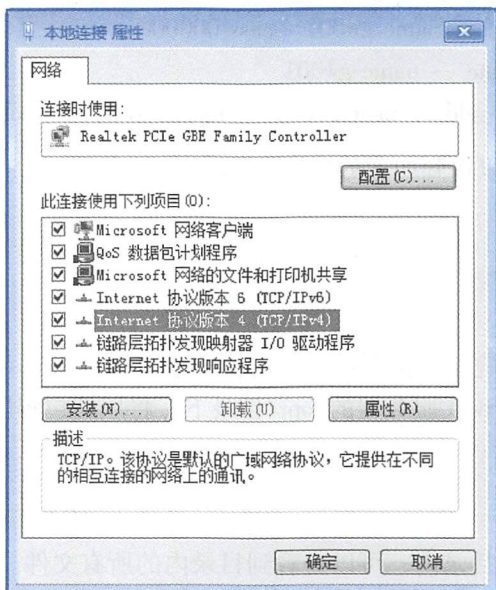 本地连接 属性
网络
连接时使用:
Realtek PCIe GBE Family Controller
配置(C)...
此连接使用下列项目(O):
Microsoft 网络客户端
QoS 数据包计划程序
Microsoft 网络的文件和打印机共享
Internet 协议版本 6 (TCP/IPv6)
Internet 协议版本 4 (TCP/IPv4)
链路层拓扑发现映射器 I/O 驱动程序
链路层拓扑发现响应程序
安装(N)... 卸载(U) 属性(R)
描述
TCP/IP。该协议是默认的广域网络协议，它提供在不同
的相互连接的网络上的通讯。
确定 取消